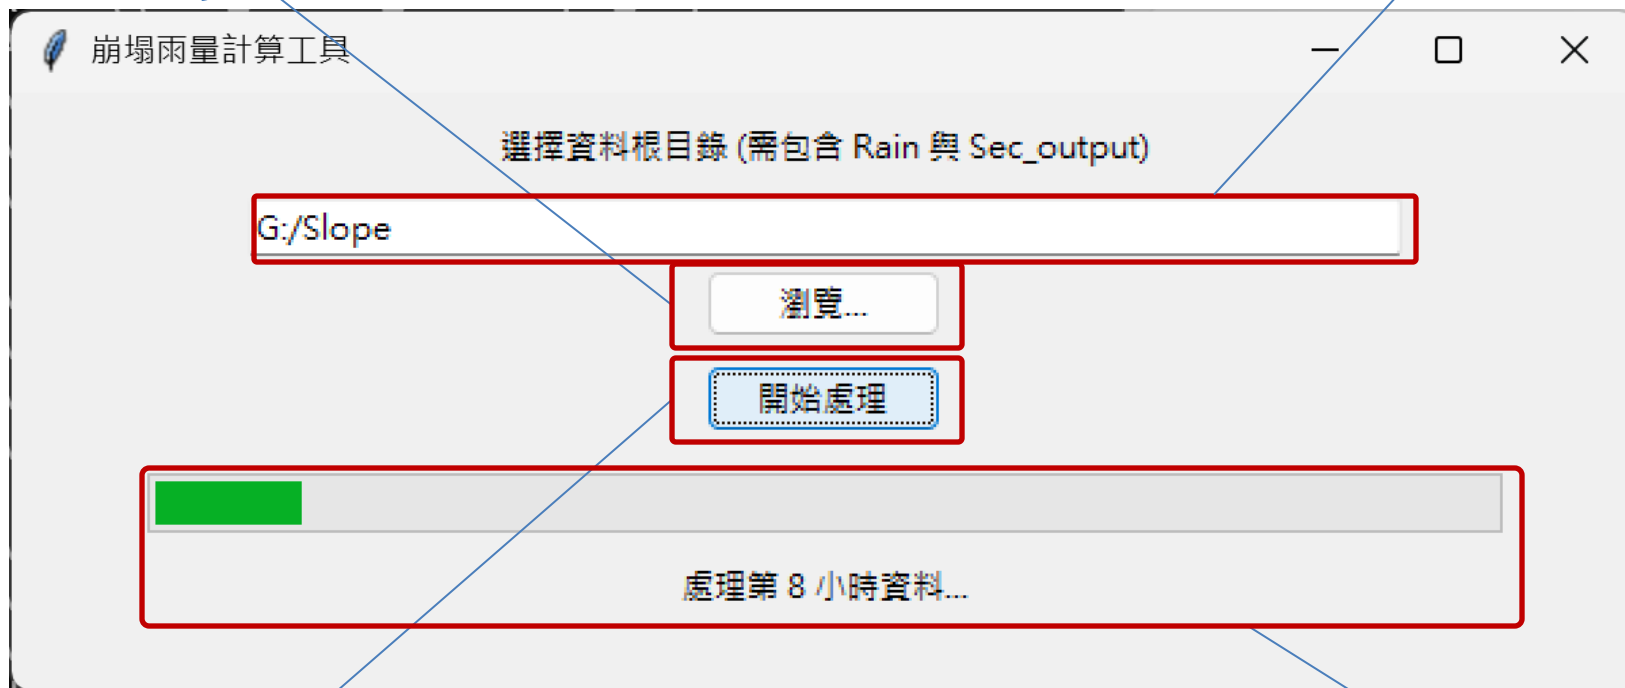 崩塌雨量計算工具
選擇資料根目錄 (需包含 Rain 與 Sec_output)
G:/Slope
瀏覽...
開始處理
處理第 8 小時資料...